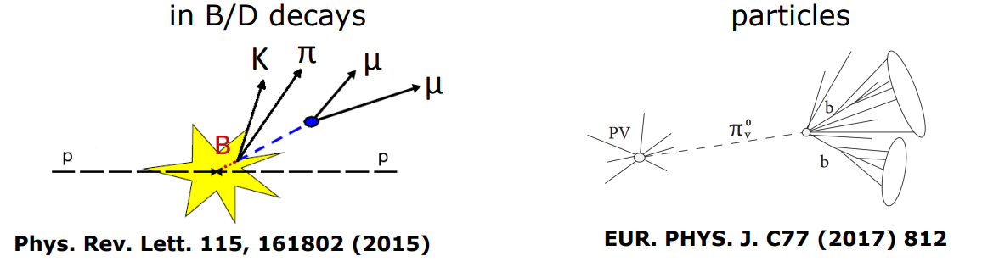 in B/D decays
K π μ
μ
B
p p
Phys. Rev. Lett. 115, 161802 (2015)
particles
b
PV π⁰ᵥ
b
EUR. PHYS. J. C77 (2017) 812